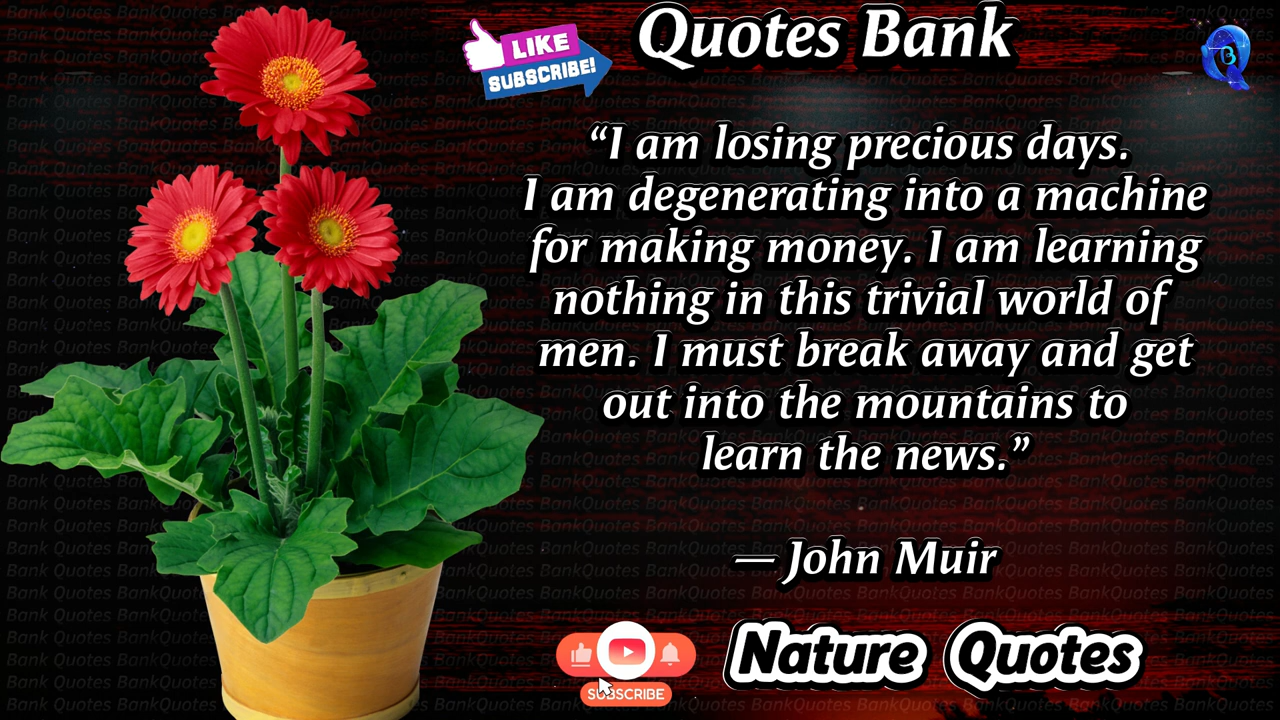 LIKE
SUBSCRIBE!
Quotes Bank
B
“I am losing precious days.
I am degenerating into a machine
for making money. I am learning
nothing in this trivial world of
men. I must break away and get
out into the mountains to
learn the news.”
— John Muir
SUBSCRIBE
Nature Quotes